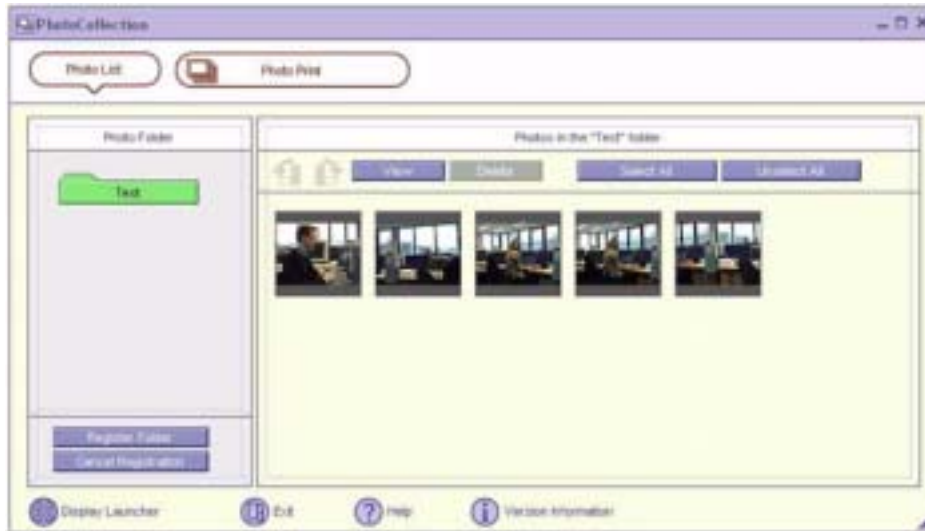 PhotoCollection
Photo List
Photo Print
Photo Folder
Photos in the "Test" folder
View
Delete
Select All
Unselect All
Test
Register Folder
Cancel Registration
Display Launcher
Exit
Help
Version Information